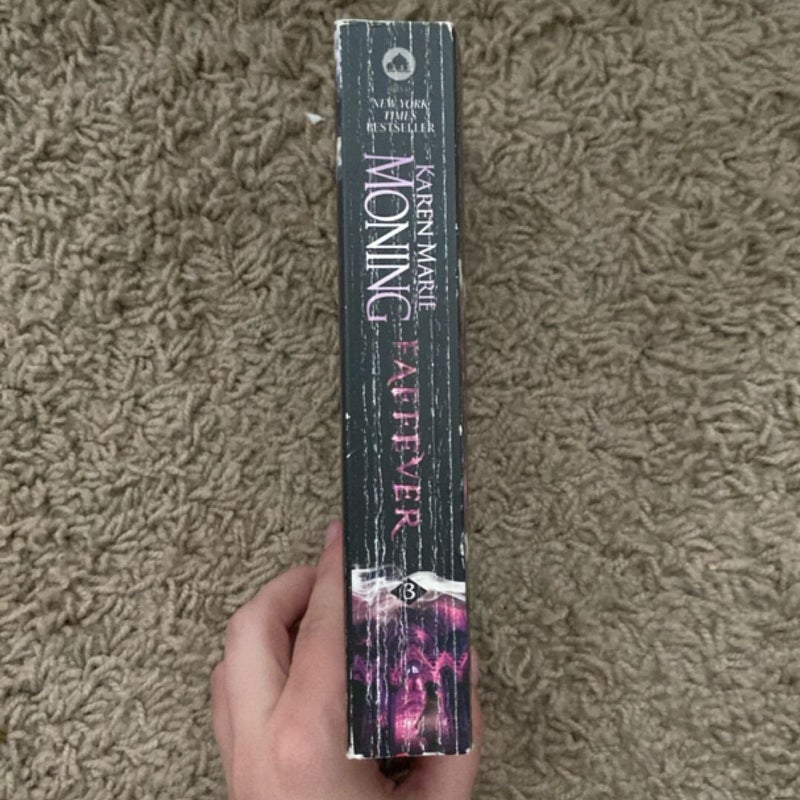 NEW YORK
TIMES
BESTSELLER
KAREN MARIE
MONING
FAEFEVER
3